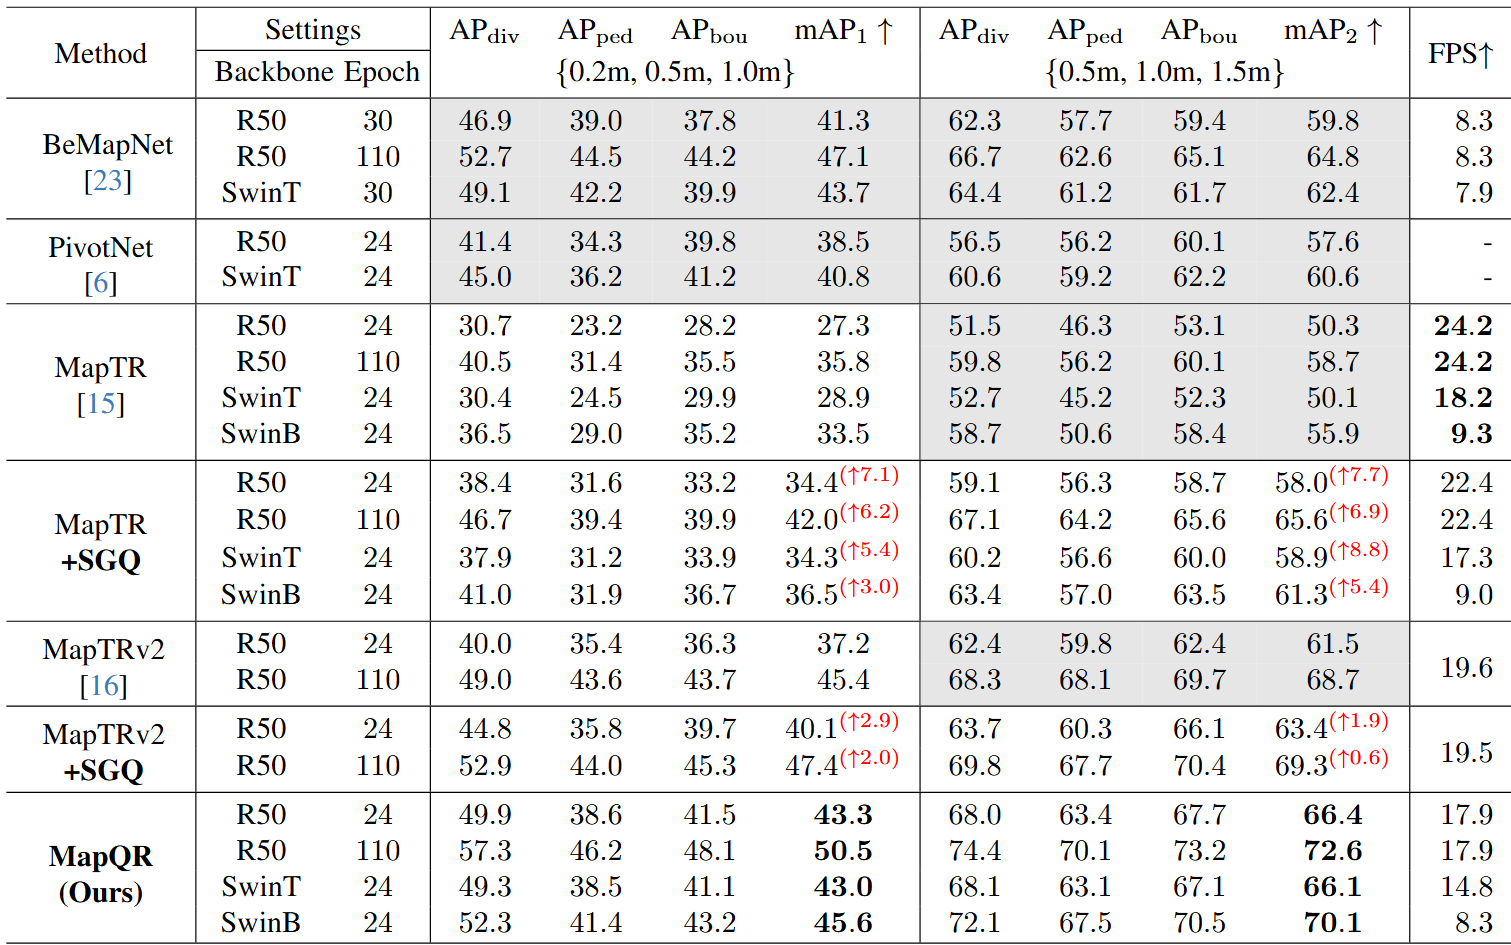 Method Settings APdiv APped APbou mAP1 ↑ APdiv APped APbou mAP2 ↑ FPS↑
Backbone Epoch {0.2m, 0.5m, 1.0m} {0.5m, 1.0m, 1.5m}
BeMapNet [23] R50 30 46.9 39.0 37.8 41.3 62.3 57.7 59.4 59.8 8.3
R50 110 52.7 44.5 44.2 47.1 66.7 62.6 65.1 64.8 8.3
SwinT 30 49.1 42.2 39.9 43.7 64.4 61.2 61.7 62.4 7.9
PivotNet [6] R50 24 41.4 34.3 39.8 38.5 56.5 56.2 60.1 57.6 -
SwinT 24 45.0 36.2 41.2 40.8 60.6 59.2 62.2 60.6 -
MapTR [15] R50 24 30.7 23.2 28.2 27.3 51.5 46.3 53.1 50.3 24.2
R50 110 40.5 31.4 35.5 35.8 59.8 56.2 60.1 58.7 24.2
SwinT 24 30.4 24.5 29.9 28.9 52.7 45.2 52.3 50.1 18.2
SwinB 24 36.5 29.0 35.2 33.5 58.7 50.6 58.4 55.9 9.3
MapTR +SGQ R50 24 38.4 31.6 33.2 34.4(↑7.1) 59.1 56.3 58.7 58.0(↑7.7) 22.4
R50 110 46.7 39.4 39.9 42.0(↑6.2) 67.1 64.2 65.6 65.6(↑6.9) 22.4
SwinT 24 37.9 31.2 33.9 34.3(↑5.4) 60.2 56.6 60.0 58.9(↑8.8) 17.3
SwinB 24 41.0 31.9 36.7 36.5(↑3.0) 63.4 57.0 63.5 61.3(↑5.4) 9.0
MapTRv2 [16] R50 24 40.0 35.4 36.3 37.2 62.4 59.8 62.4 61.5 19.6
R50 110 49.0 43.6 43.7 45.4 68.3 68.1 69.7 68.7
MapTRv2 +SGQ R50 24 44.8 35.8 39.7 40.1(↑2.9) 63.7 60.3 66.1 63.4(↑1.9) 19.5
R50 110 52.9 44.0 45.3 47.4(↑2.0) 69.8 67.7 70.4 69.3(↑0.6)
MapQR (Ours) R50 24 49.9 38.6 41.5 43.3 68.0 63.4 67.7 66.4 17.9
R50 110 57.3 46.2 48.1 50.5 74.4 70.1 73.2 72.6 17.9
SwinT 24 49.3 38.5 41.1 43.0 68.1 63.1 67.1 66.1 14.8
SwinB 24 52.3 41.4 43.2 45.6 72.1 67.5 70.5 70.1 8.3